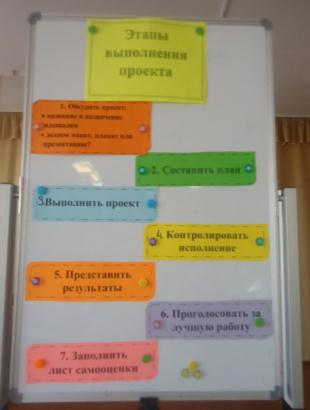 Этапы
выполнения
проекта
1. Обсудить проект:
• название и назначение
площадки
• делаем макет, плакат или
презентацию?
2. Составить план
3.Выполнить проект
4. Контролировать
исполнение
5. Представить
результаты
6. Проголосовать за
лучшую работу
7. Заполнить
лист самооценки